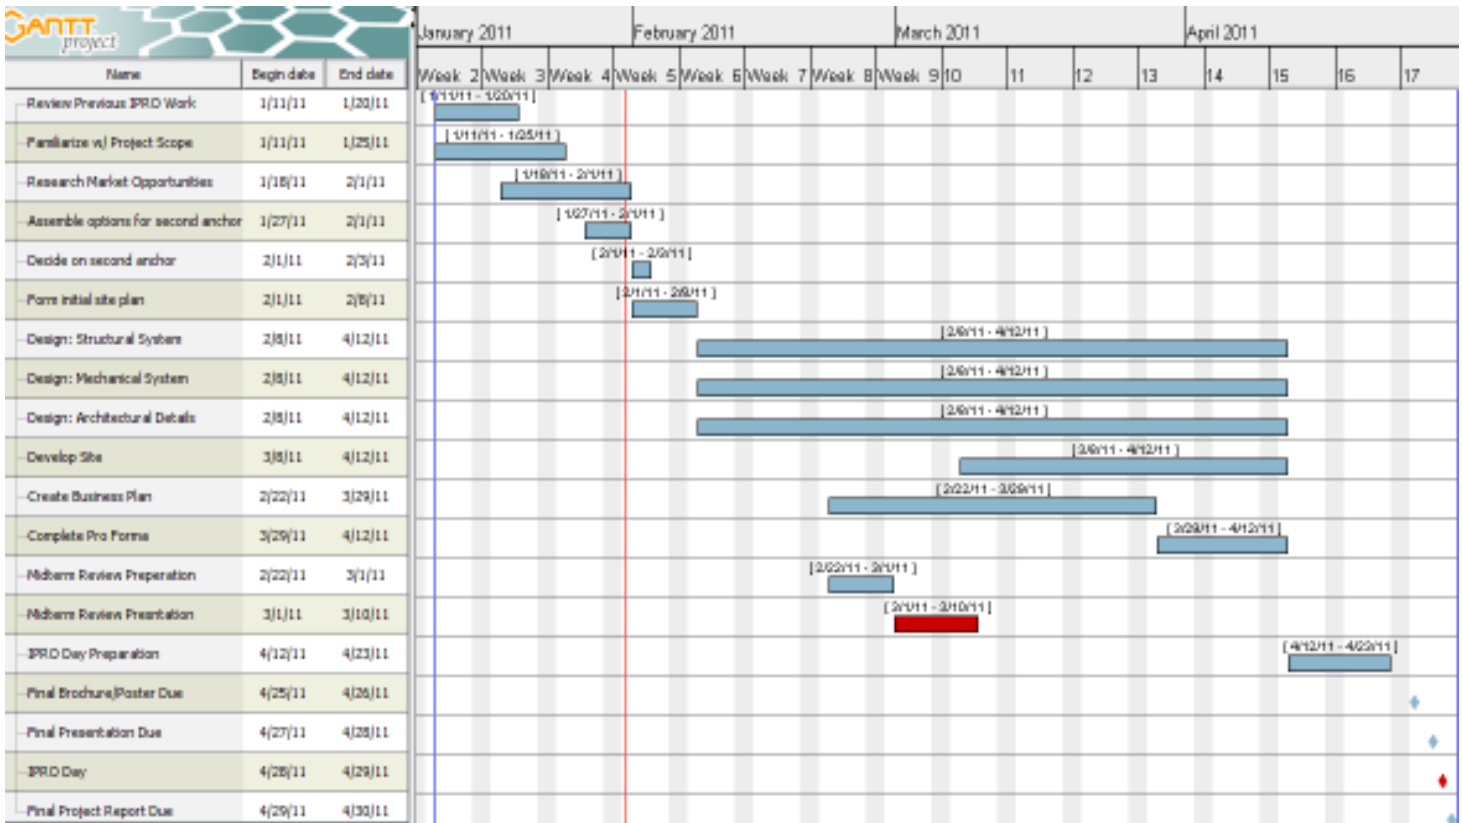 GANTT
project
January 2011 February 2011 March 2011 April 2011
Name Begin date End date Week 2 Week 3 Week 4 Week 5 Week 6 Week 7 Week 8 Week 9 10 11 12 13 14 15 16 17
Review Previous IPRO Work 1/11/11 1/20/11 [ 1/11/11 - 1/20/11 ]
Familiarize w/ Project Scope 1/11/11 1/25/11 [ 1/11/11 - 1/25/11 ]
Research Market Opportunities 1/18/11 2/1/11 [ 1/18/11 - 2/1/11 ]
Assemble options for second anchor 1/27/11 2/1/11 [ 1/27/11 - 2/1/11 ]
Decide on second anchor 2/1/11 2/3/11 [ 2/1/11 - 2/3/11 ]
Form initial site plan 2/1/11 2/8/11 [ 2/1/11 - 2/8/11 ]
Design: Structural System 2/8/11 4/12/11 [ 2/8/11 - 4/12/11 ]
Design: Mechanical System 2/8/11 4/12/11 [ 2/8/11 - 4/12/11 ]
Design: Architectural Details 2/8/11 4/12/11 [ 2/8/11 - 4/12/11 ]
Develop Site 3/8/11 4/12/11 [ 3/8/11 - 4/12/11 ]
Create Business Plan 2/22/11 3/29/11 [ 2/22/11 - 3/29/11 ]
Complete Pro Forma 3/29/11 4/12/11 [ 3/29/11 - 4/12/11 ]
Midterm Review Preperation 2/22/11 3/1/11 [ 2/22/11 - 3/1/11 ]
Midterm Review Presntation 3/1/11 3/10/11 [ 3/1/11 - 3/10/11 ]
IPRO Day Preparation 4/12/11 4/23/11 [ 4/12/11 - 4/23/11 ]
Final Brochure/Poster Due 4/25/11 4/26/11
Final Presentation Due 4/27/11 4/28/11
IPRO Day 4/28/11 4/29/11
Final Project Report Due 4/29/11 4/30/11